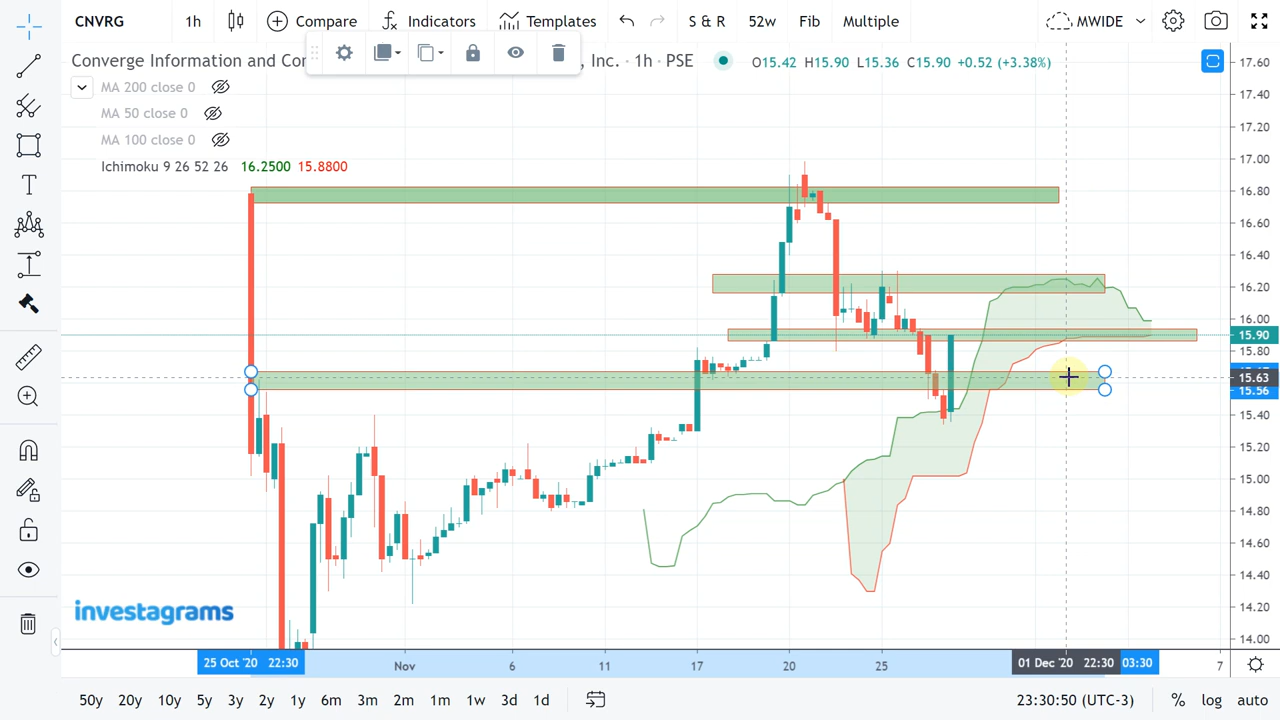 CNVRG 1h Compare Indicators Templates S & R 52w Fib Multiple MWIDE
Converge Information and Con , Inc. · 1h · PSE O15.42 H15.90 L15.36 C15.90 +0.52 (+3.38%)
MA 200 close 0
MA 50 close 0
MA 100 close 0
Ichimoku 9 26 52 26 16.2500 15.8800
17.60
17.40
17.20
17.00
16.80
16.60
16.40
16.20
16.00
15.90
15.80
15.63
15.56
15.40
15.20
15.00
14.80
14.60
14.40
14.20
14.00
investagrams
25 Oct '20 22:30 Nov 6 11 17 20 25 01 Dec '20 22:30 03:30 7
50y 20y 10y 5y 3y 2y 1y 6m 3m 2m 1m 1w 3d 1d 23:30:50 (UTC-3) % log auto